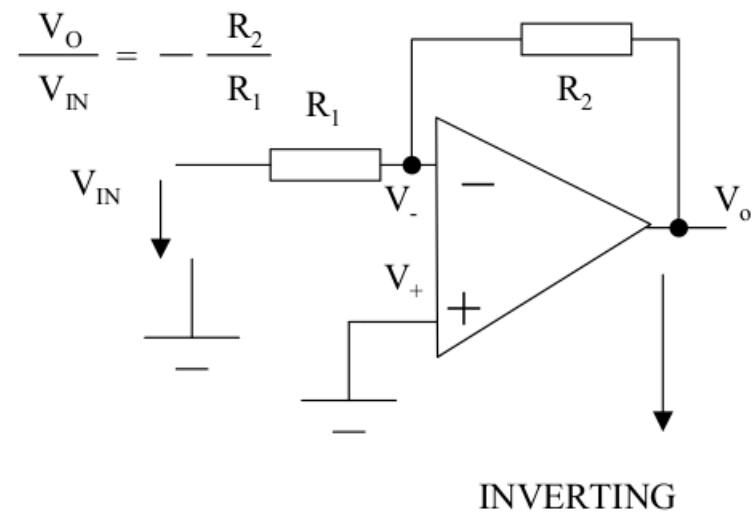 V_O / V_IN = − R_2 / R_1
R_1
R_2
V_IN
V_-
−
V_o
V_+
+
INVERTING